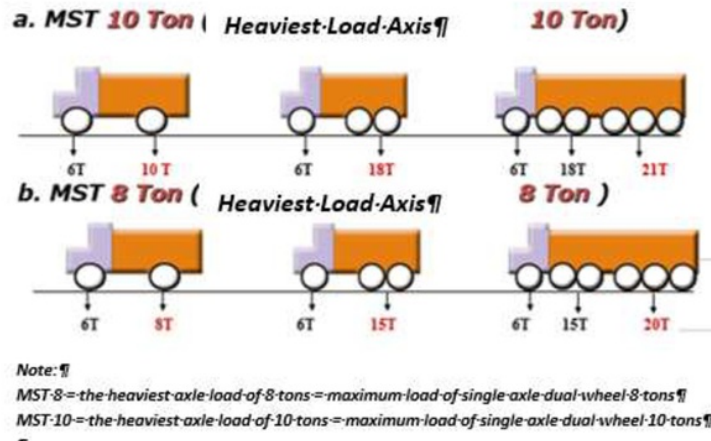 a. MST 10 Ton ( Heaviest·Load·Axis¶ 10 Ton)
6T 10 T 6T 18T 6T 18T 21T
b. MST 8 Ton ( Heaviest·Load·Axis¶ 8 Ton )
6T 8T 6T 15T 6T 15T 20T
Note:¶
MST·8·=·the·heaviest·axle·load·of·8·tons·=·maximum·load·of·single·axle·dual·wheel·8·tons¶
MST·10·=·the·heaviest·axle·load·of·10·tons·=·maximum·load·of·single·axle·dual·wheel·10·tons¶